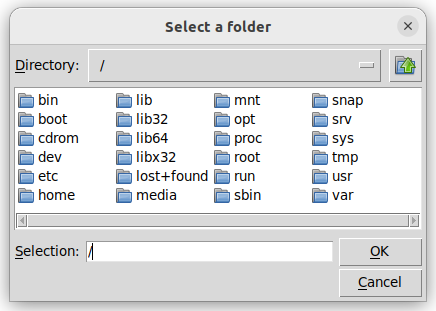 Select a folder
Directory: /
bin lib mnt snap
boot lib32 opt srv
cdrom lib64 proc sys
dev libx32 root tmp
etc lost+found run usr
home media sbin var
Selection: / OK
Cancel